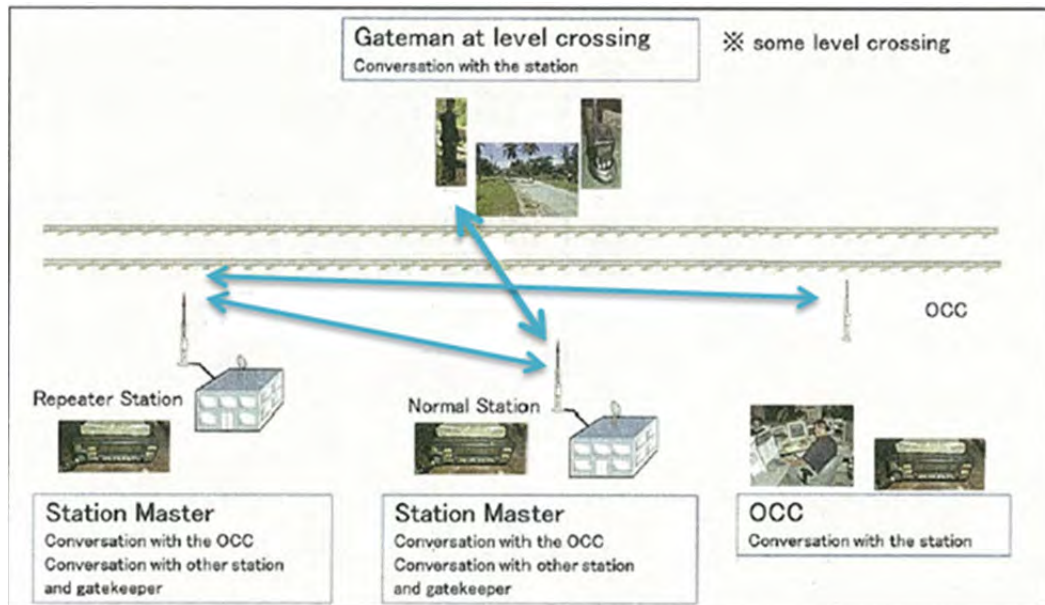 Gateman at level crossing
Conversation with the station
※ some level crossing
OCC
Repeater Station
Normal Station
Station Master
Conversation with the OCC
Conversation with other station
and gatekeeper
Station Master
Conversation with the OCC
Conversation with other station
and gatekeeper
OCC
Conversation with the station